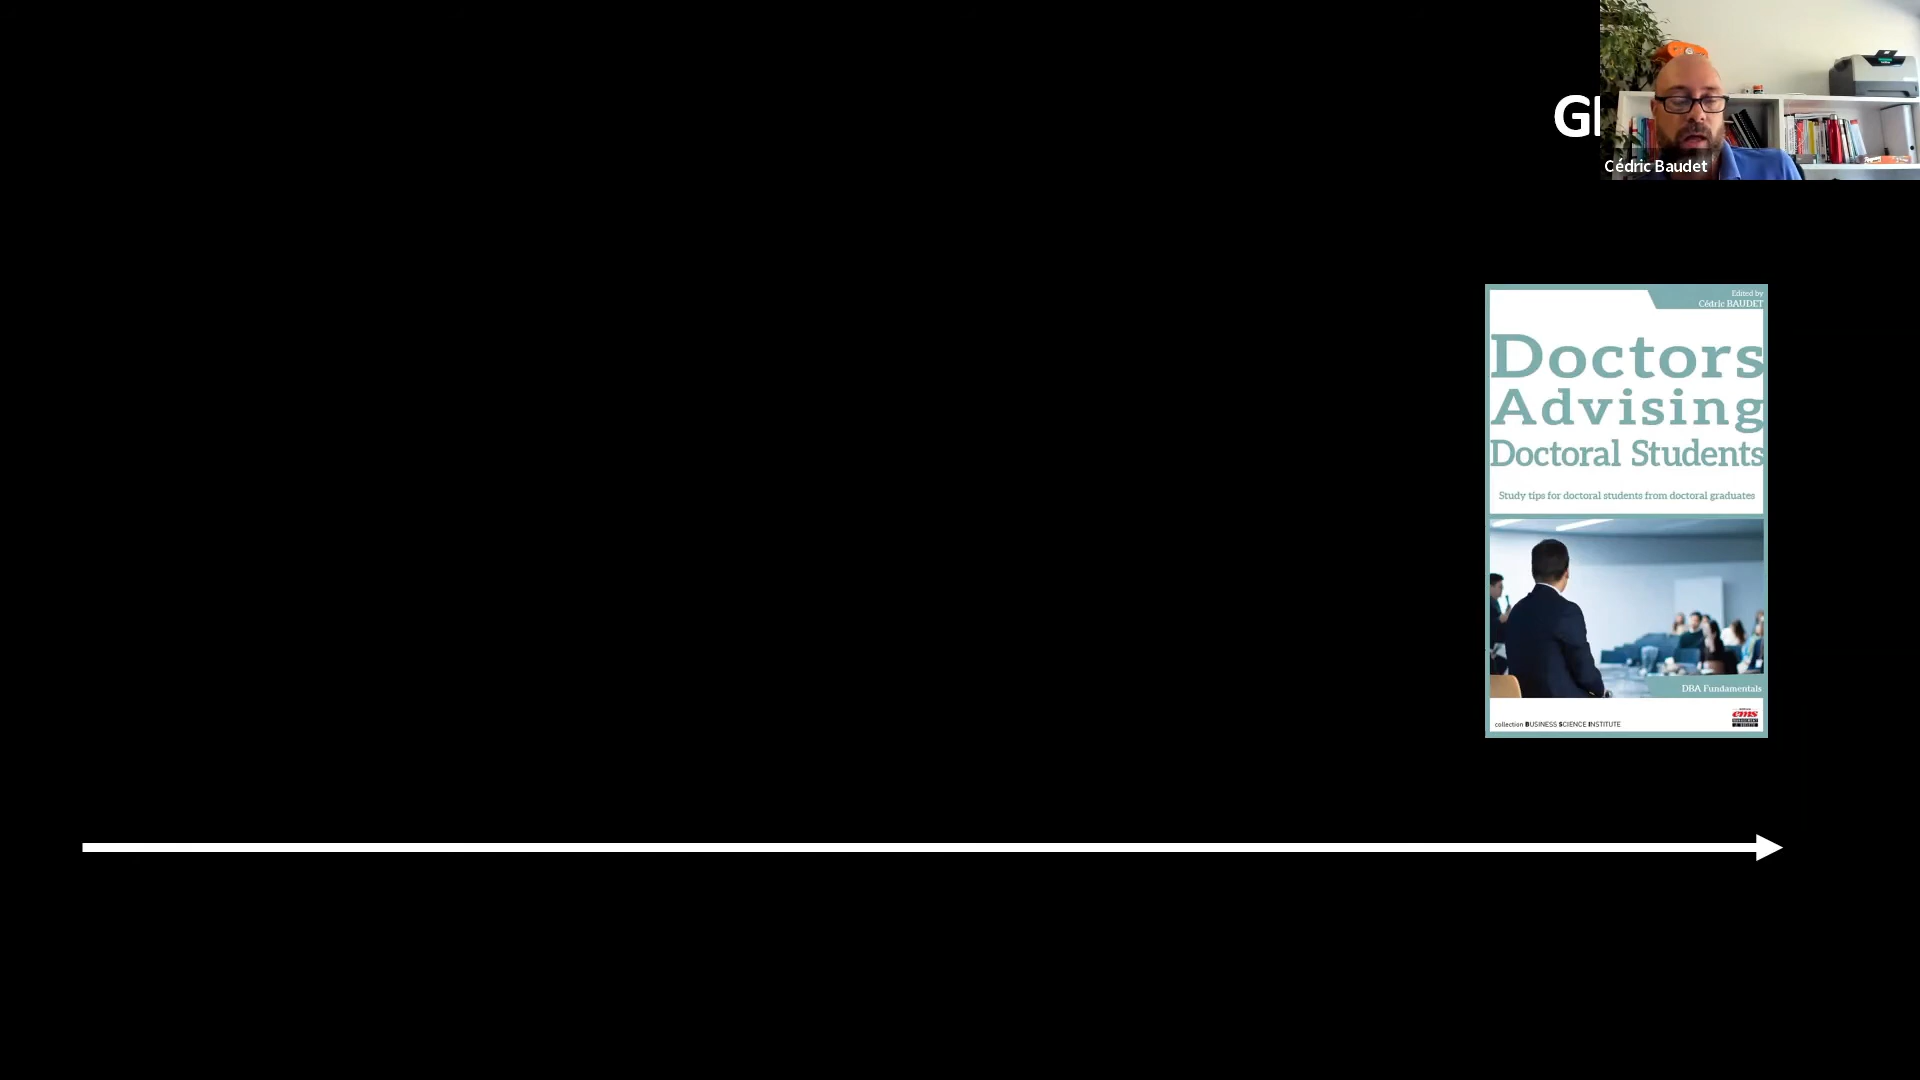 Cédric Baudet
Edited by
Cédric BAUDET
Doctors
Advising
Doctoral Students
Study tips for doctoral students from doctoral graduates
DBA Fundamentals
collection BUSINESS SCIENCE INSTITUTE
ems